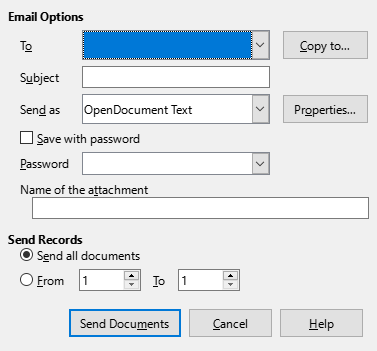 Email Options
To
Copy to...
Subject
Send as OpenDocument Text Properties...
Save with password
Password
Name of the attachment
Send Records
Send all documents
From 1 To 1
Send Documents Cancel Help